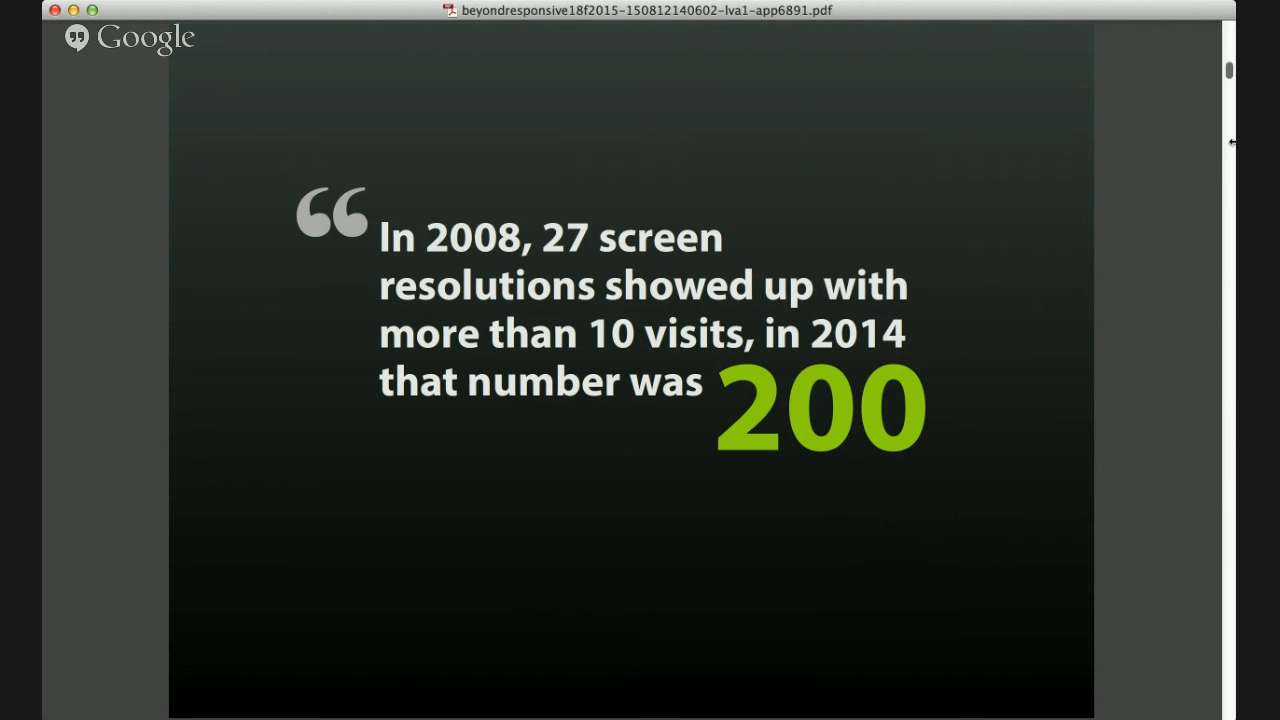 beyondresponsive18f2015-150812140602-lva1-app6891.pdf
Google
“In 2008, 27 screen
resolutions showed up with
more than 10 visits, in 2014
that number was 200